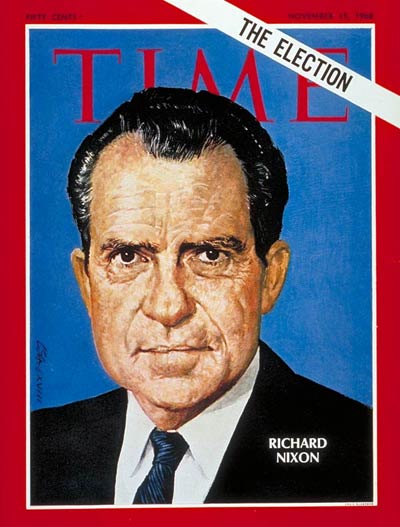 FIFTY CENTS
NOVEMBER 15, 1968
THE ELECTION
TIME
RICHARD
NIXON